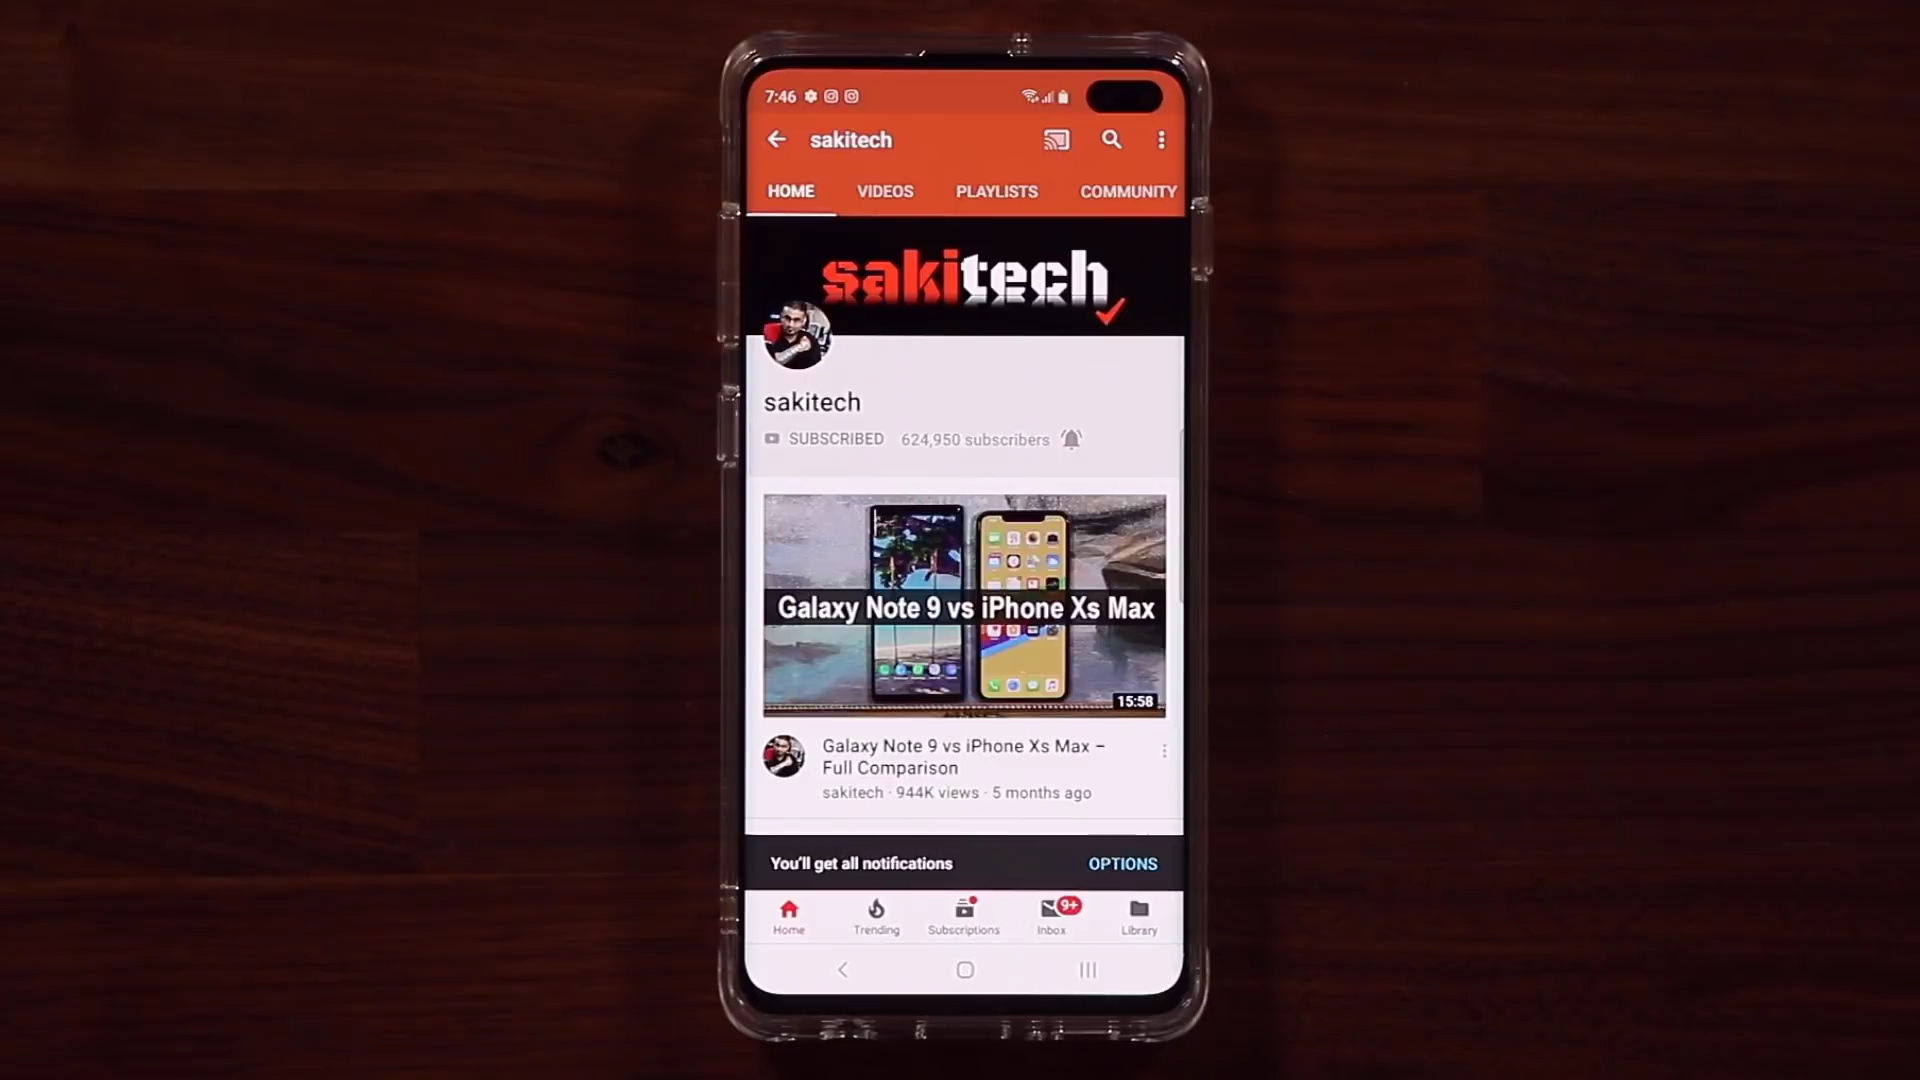 7:46
sakitech
HOME VIDEOS PLAYLISTS COMMUNITY
sakitech
sakitech
SUBSCRIBED 624,950 subscribers
Galaxy Note 9 vs iPhone Xs Max
15:58
Galaxy Note 9 vs iPhone Xs Max –
Full Comparison
sakitech · 944K views · 5 months ago
You'll get all notifications OPTIONS
9+
Home Trending Subscriptions Inbox Library